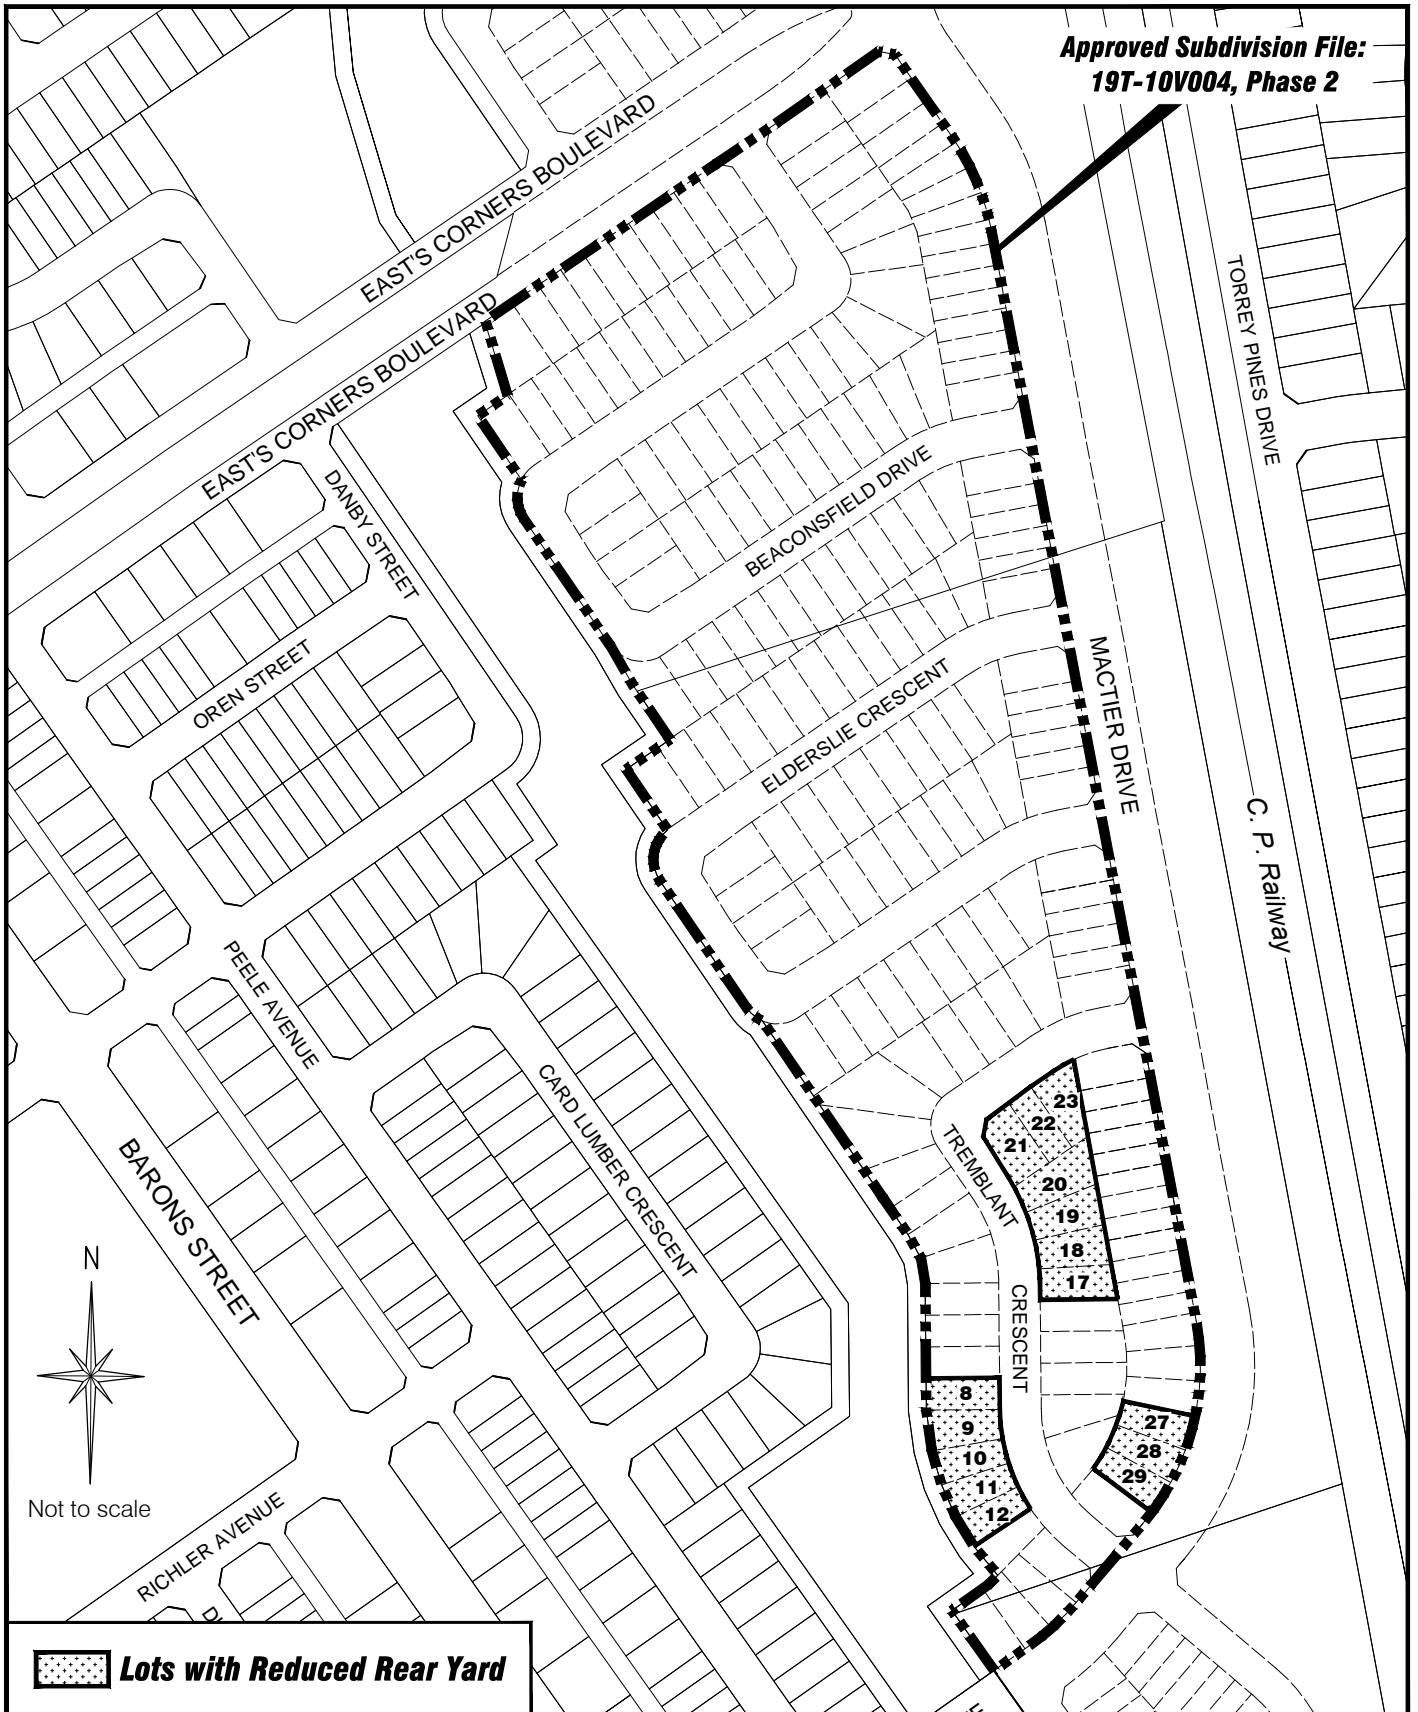 Approved Subdivision File:
19T-10V004, Phase 2
EAST'S CORNERS BOULEVARD
EAST'S CORNERS BOULEVARD
TORREY PINES DRIVE
DANBY STREET
BEACONSFIELD DRIVE
OREN STREET
MACTIER DRIVE
ELDERSLIE CRESCENT
C. P. Railway
PEELE AVENUE
CARD LUMBER CRESCENT
BARONS STREET
TREMBLANT
CRESCENT
23
22
21
20
19
18
17
8
9
10
11
12
27
28
29
N
Not to scale
RICHLER AVENUE
Lots with Reduced Rear Yard